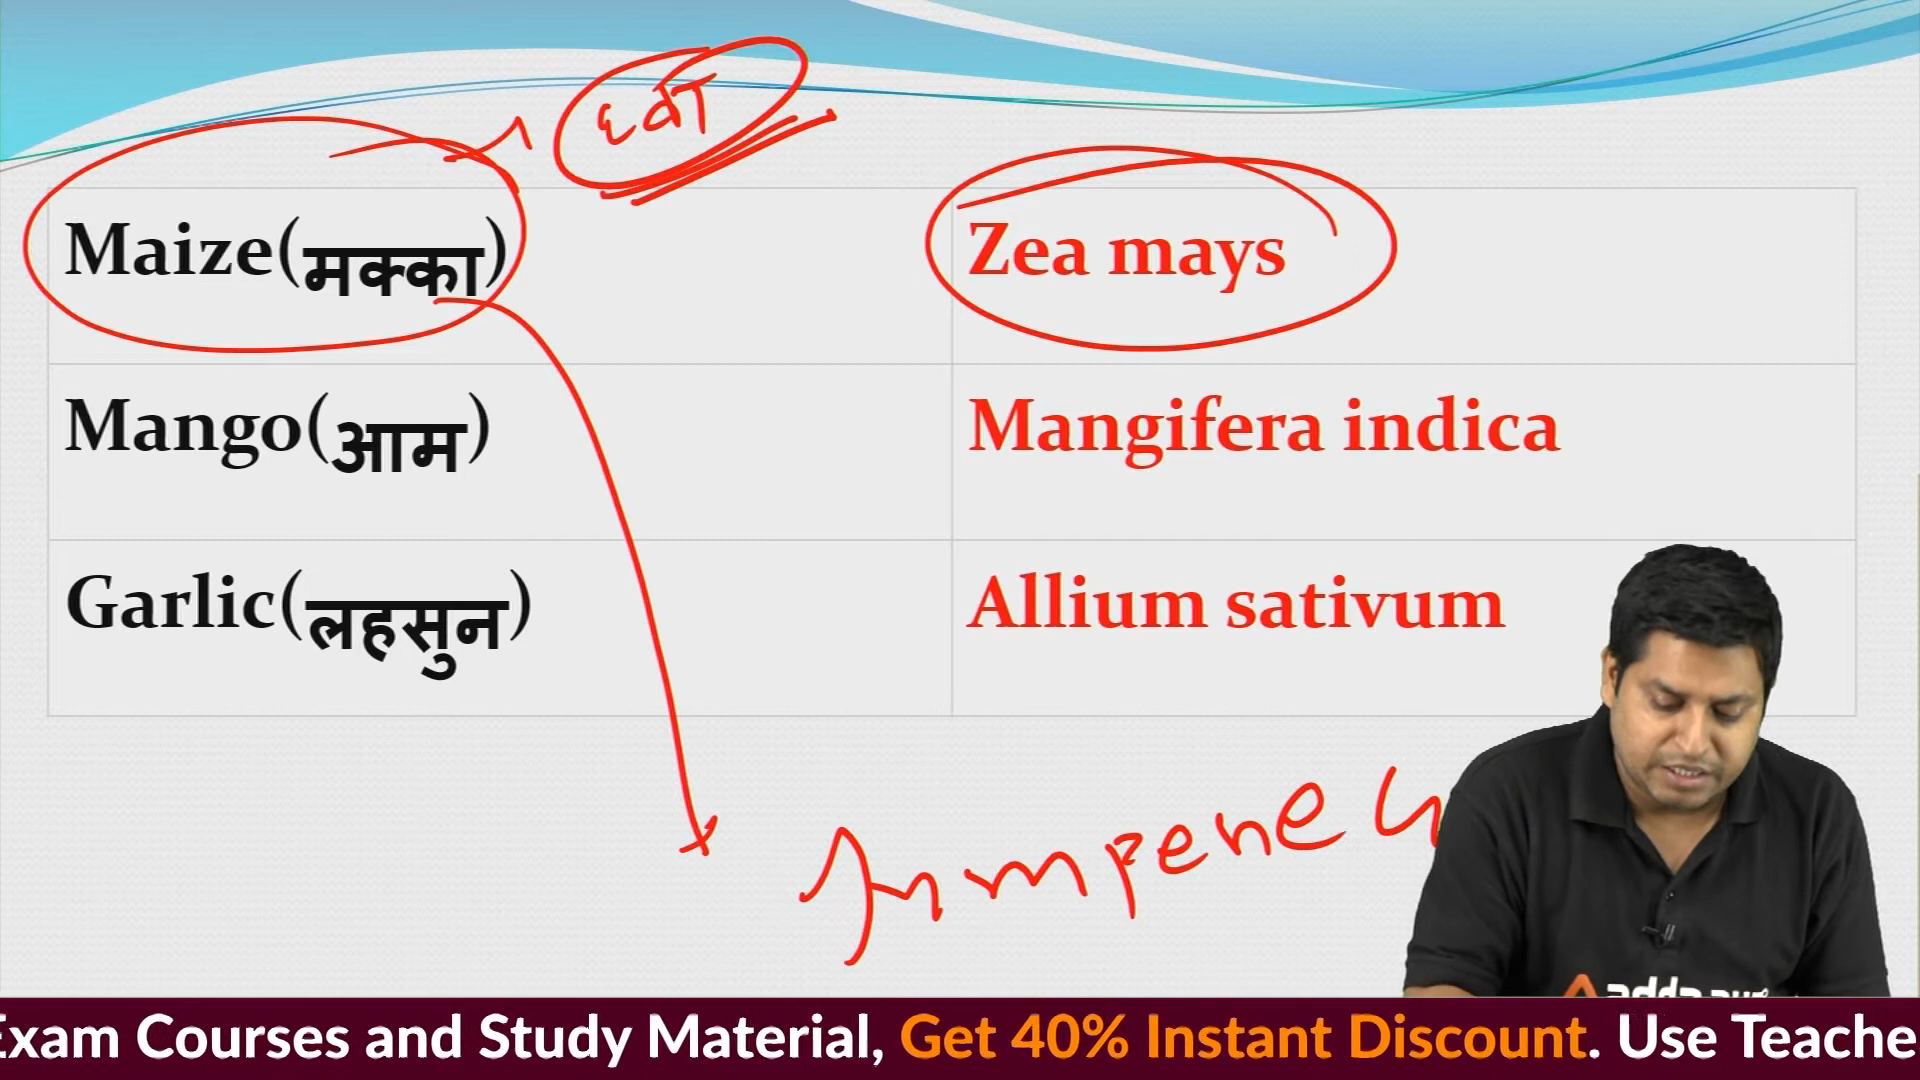 Maize(मक्का)
Zea mays
Mango(आम)
Mangifera indica
Garlic(लहसुन)
Allium sativum
Exam Courses and Study Material, Get 40% Instant Discount. Use Teache